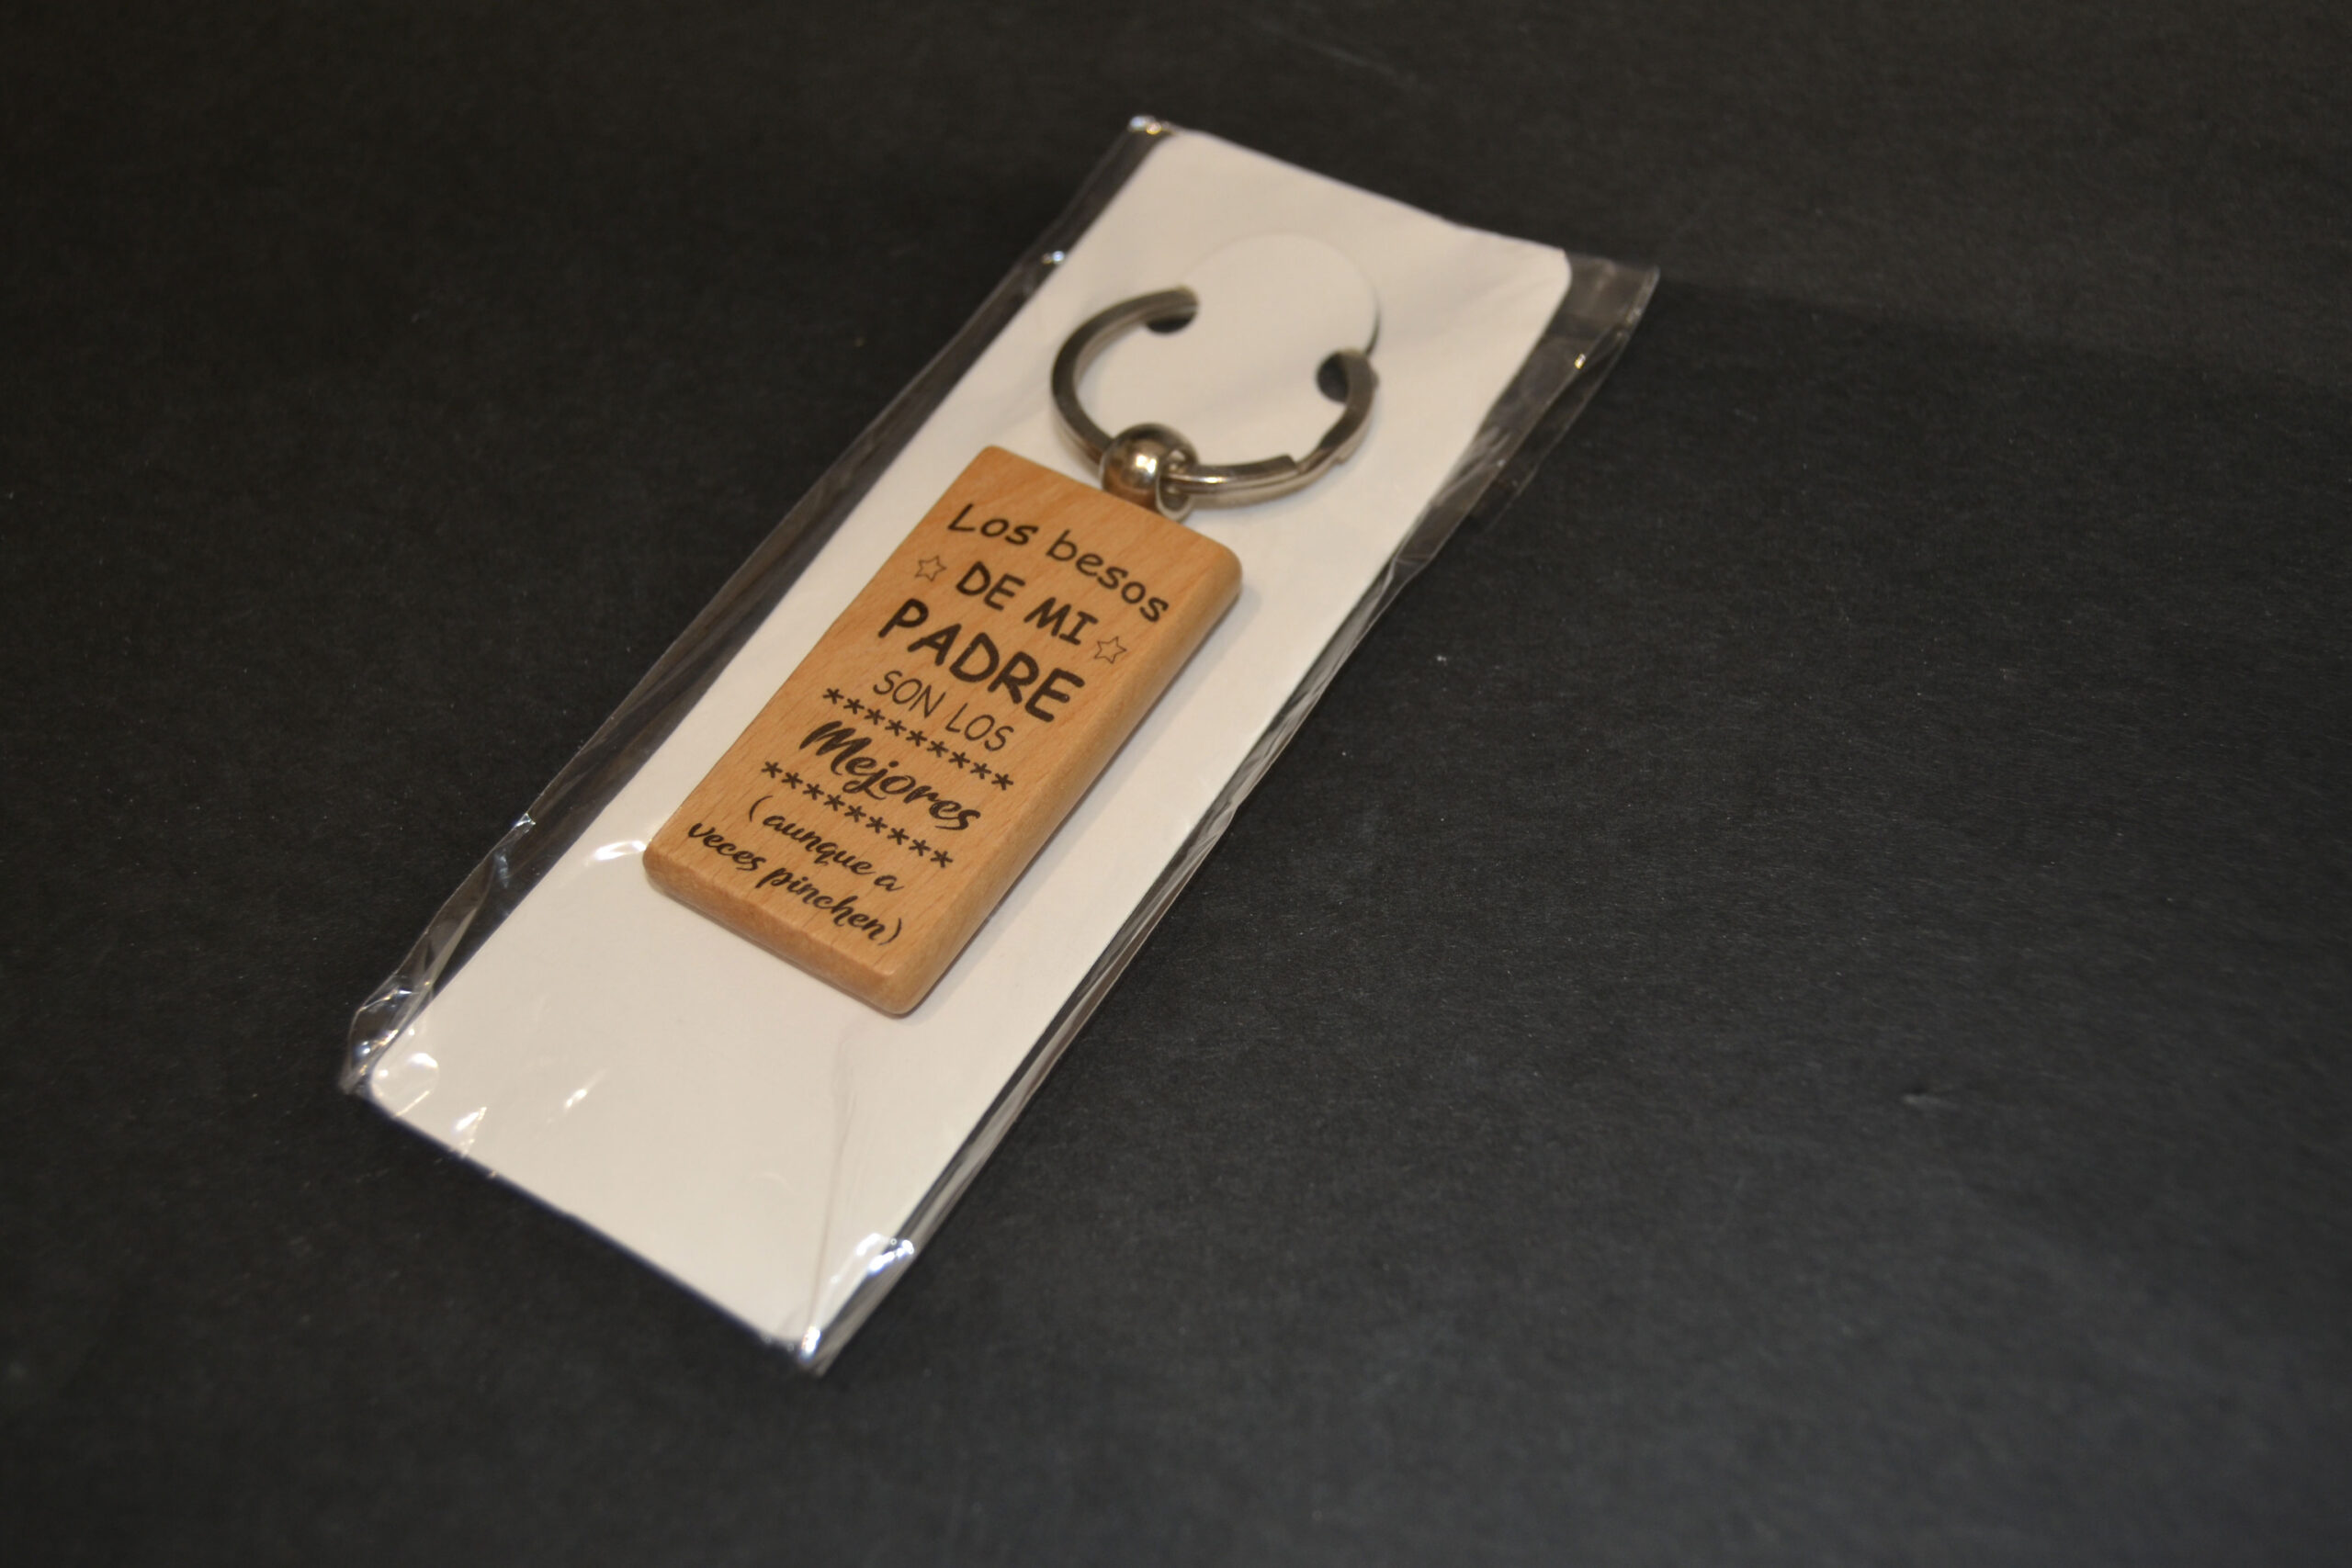 Los besos
DE MI
PADRE
SON LOS
*********
Mejores
*********
(aunque a
veces pinchen)